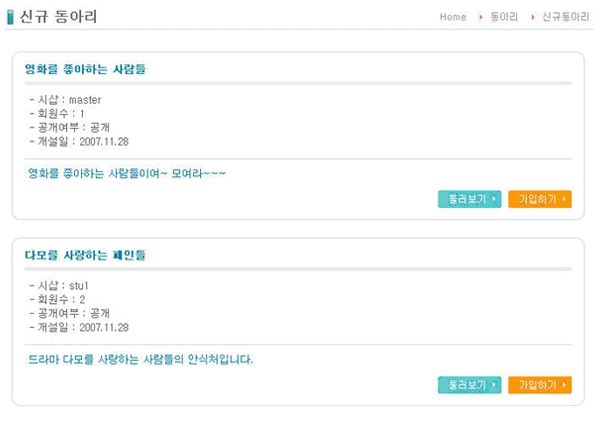 신규 동아리
Home 동아리 신규동아리
영화를 좋아하는 사람들
- 시샵 : master
- 회원수 : 1
- 공개여부 : 공개
- 개설일 : 2007.11.28
영화를 좋아하는 사람들이여~ 모여라~~~
둘러보기 가입하기
다모를 사랑하는 폐인들
- 시샵 : stu1
- 회원수 : 2
- 공개여부 : 공개
- 개설일 : 2007.11.28
드라마 다모를 사랑하는 사람들의 안식처입니다.
둘러보기 가입하기